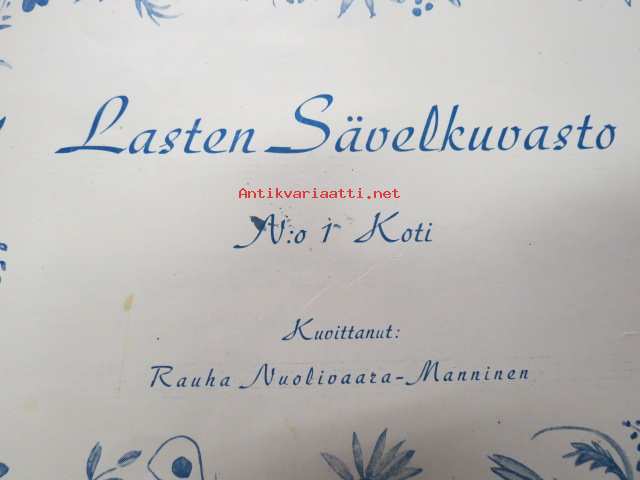 Lasten Sävelkuvasto
Antikvariaatti.net
N:o 1 Koti
Kuvittanut:
Rauha Nuolivaara-Manninen